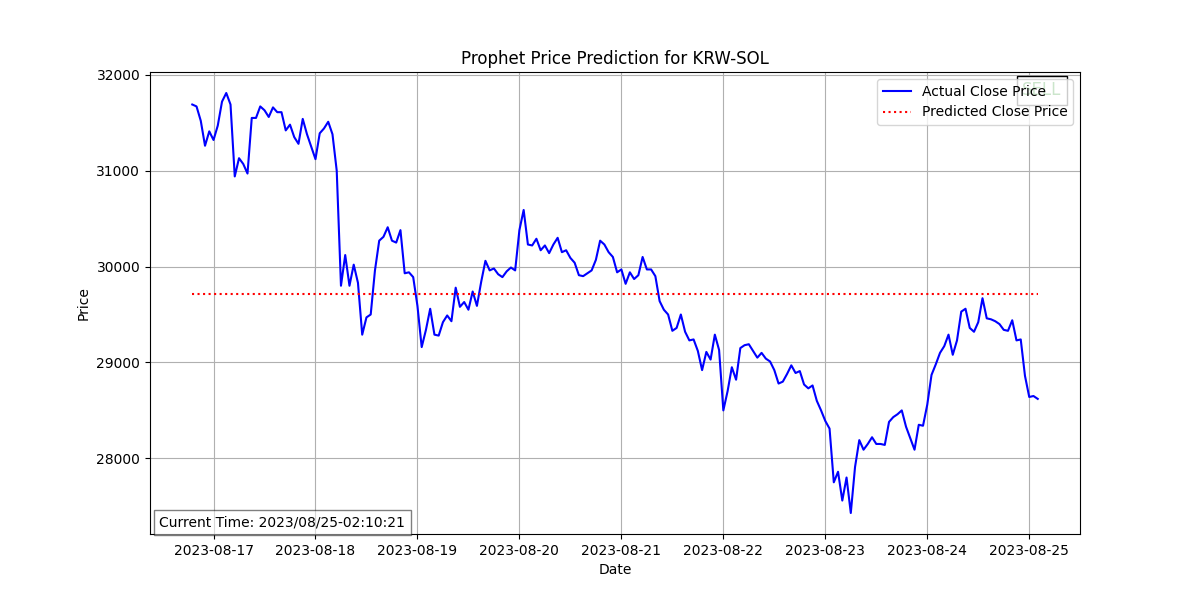 Prophet Price Prediction for KRW-SOL
32000
31000
30000
29000
28000
Price
Actual Close Price
Predicted Close Price
SELL
Current Time: 2023/08/25-02:10:21
2023-08-17 2023-08-18 2023-08-19 2023-08-20 2023-08-21 2023-08-22 2023-08-23 2023-08-24 2023-08-25
Date